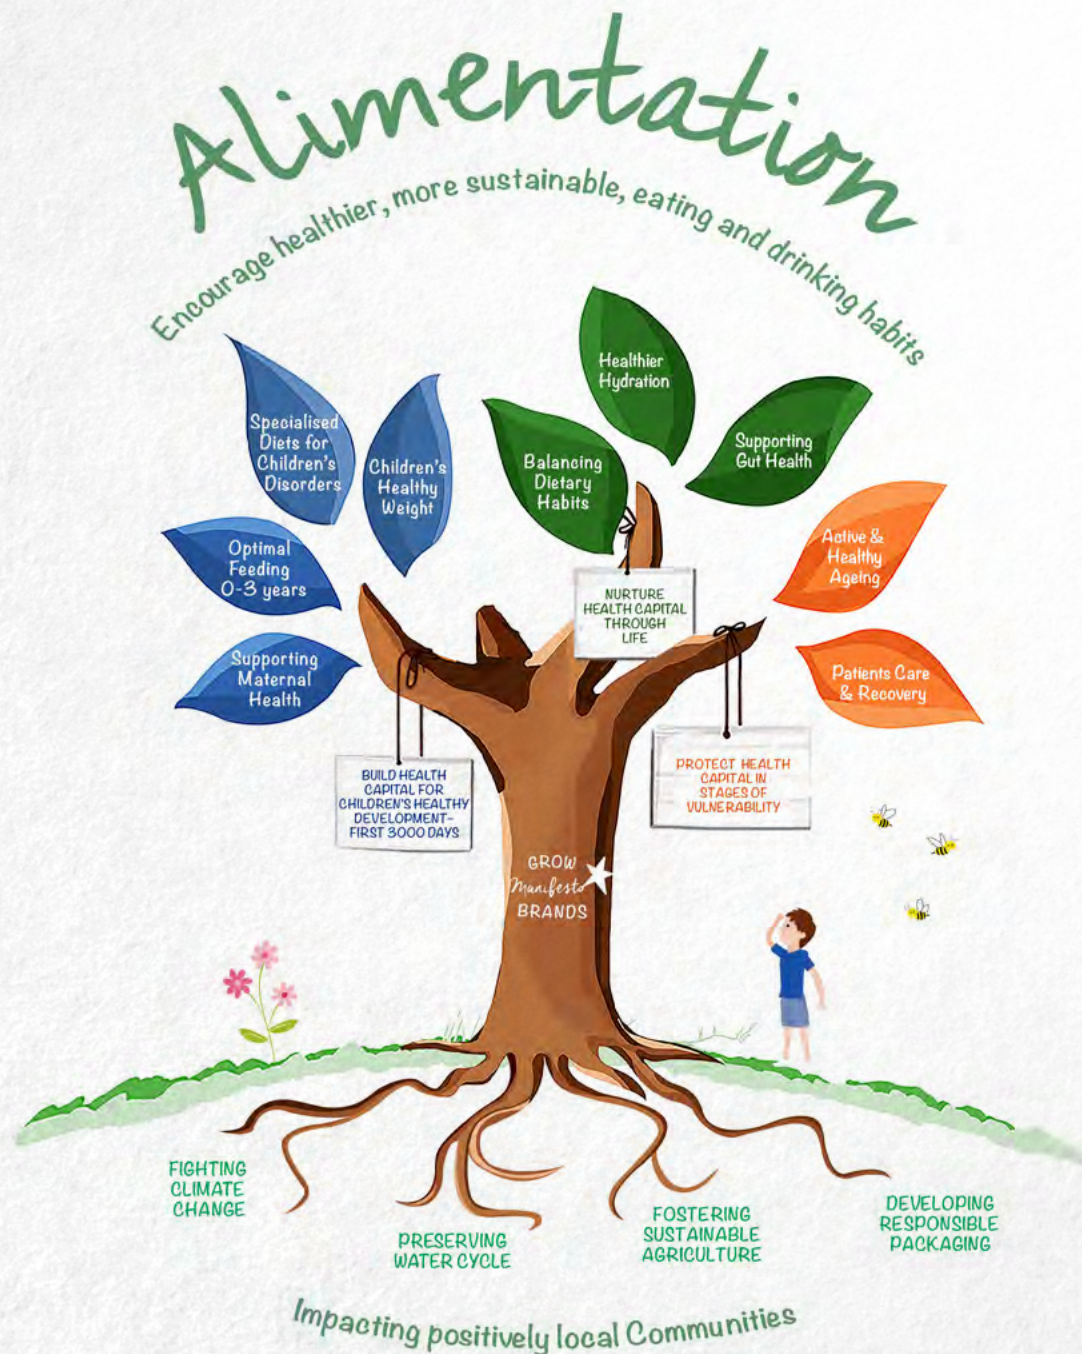 Alimentation
Encourage healthier, more sustainable, eating and drinking habits
Specialised
Diets for
Children's
Disorders
Children's
Healthy
Weight
Optimal
Feeding
0-3 years
Supporting
Maternal
Health
Healthier
Hydration
Balancing
Dietary
Habits
Supporting
Gut Health
Active &
Healthy
Ageing
Patients Care
& Recovery
NURTURE
HEALTH CAPITAL
THROUGH
LIFE
BUILD HEALTH
CAPITAL FOR
CHILDREN'S HEALTHY
DEVELOPMENT-
FIRST 3000 DAYS
PROTECT HEALTH
CAPITAL IN
STAGES OF
VULNERABILITY
GROW
Manifesto
BRANDS
FIGHTING
CLIMATE
CHANGE
PRESERVING
WATER CYCLE
FOSTERING
SUSTAINABLE
AGRICULTURE
DEVELOPING
RESPONSIBLE
PACKAGING
Impacting positively local Communities